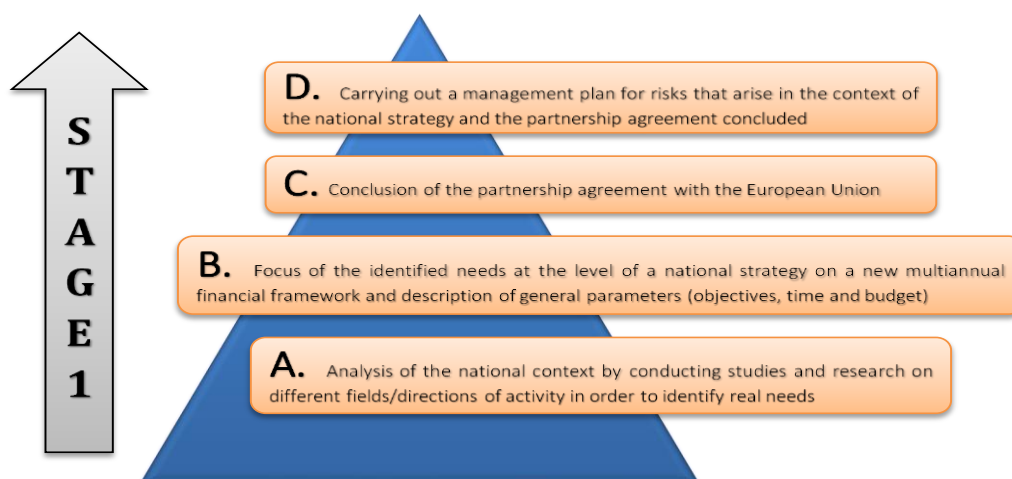 STAGE 1
D. Carrying out a management plan for risks that arise in the context of
the national strategy and the partnership agreement concluded
C. Conclusion of the partnership agreement with the European Union
B. Focus of the identified needs at the level of a national strategy on a new multiannual
financial framework and description of general parameters (objectives, time and budget)
A. Analysis of the national context by conducting studies and research on
different fields/directions of activity in order to identify real needs